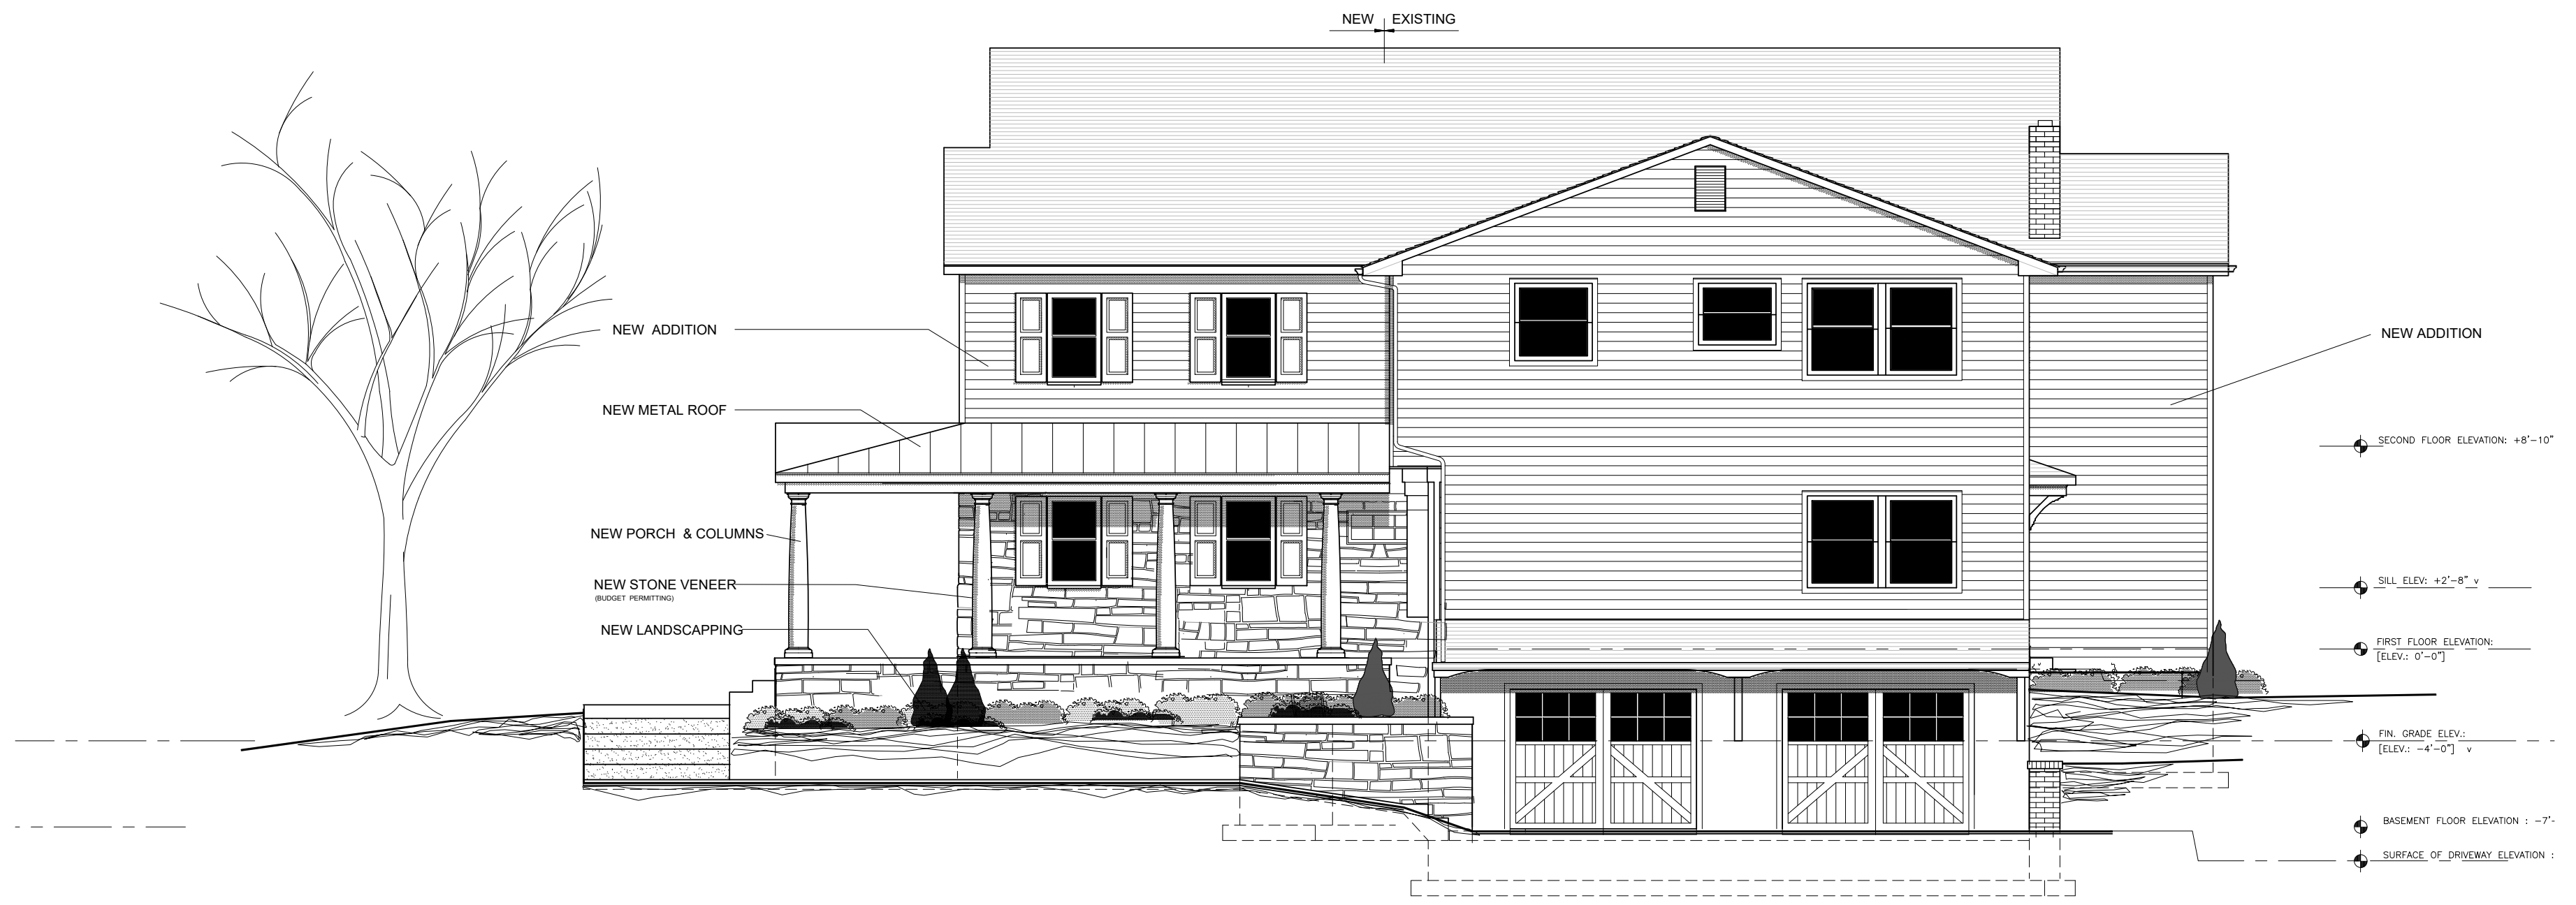 NEW EXISTING
NEW ADDITION
NEW ADDITION
NEW METAL ROOF
SECOND FLOOR ELEVATION: +8'-10"
NEW PORCH & COLUMNS
NEW STONE VENEER
(BUDGET PERMITTING)
SILL ELEV: +2'-8" v
NEW LANDSCAPPING
FIRST FLOOR ELEVATION:
[ELEV.: 0'-0"]
FIN. GRADE ELEV.:
[ELEV.: -4'-0"] v
BASEMENT FLOOR ELEVATION : -7'-
SURFACE OF DRIVEWAY ELEVATION :